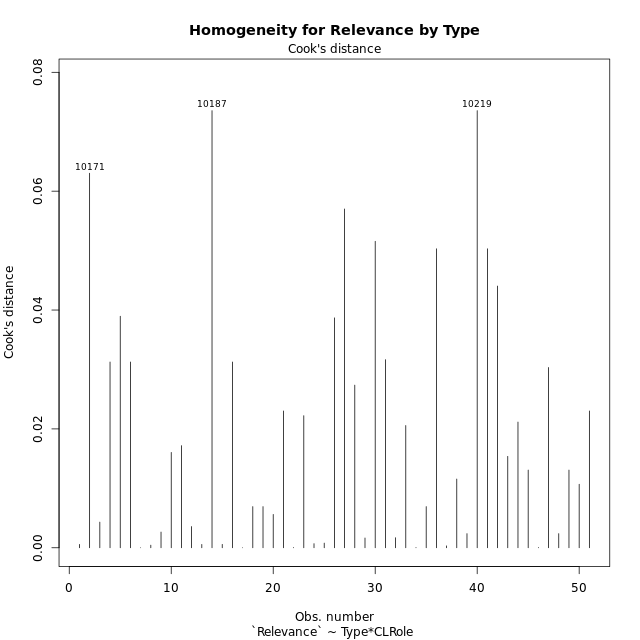 Homogeneity for Relevance by Type
Cook's distance
0.08
0.06
0.04
0.02
0.00
Cook's distance
10171
10187
10219
0 10 20 30 40 50
Obs. number
`Relevance` ~ Type*CLRole